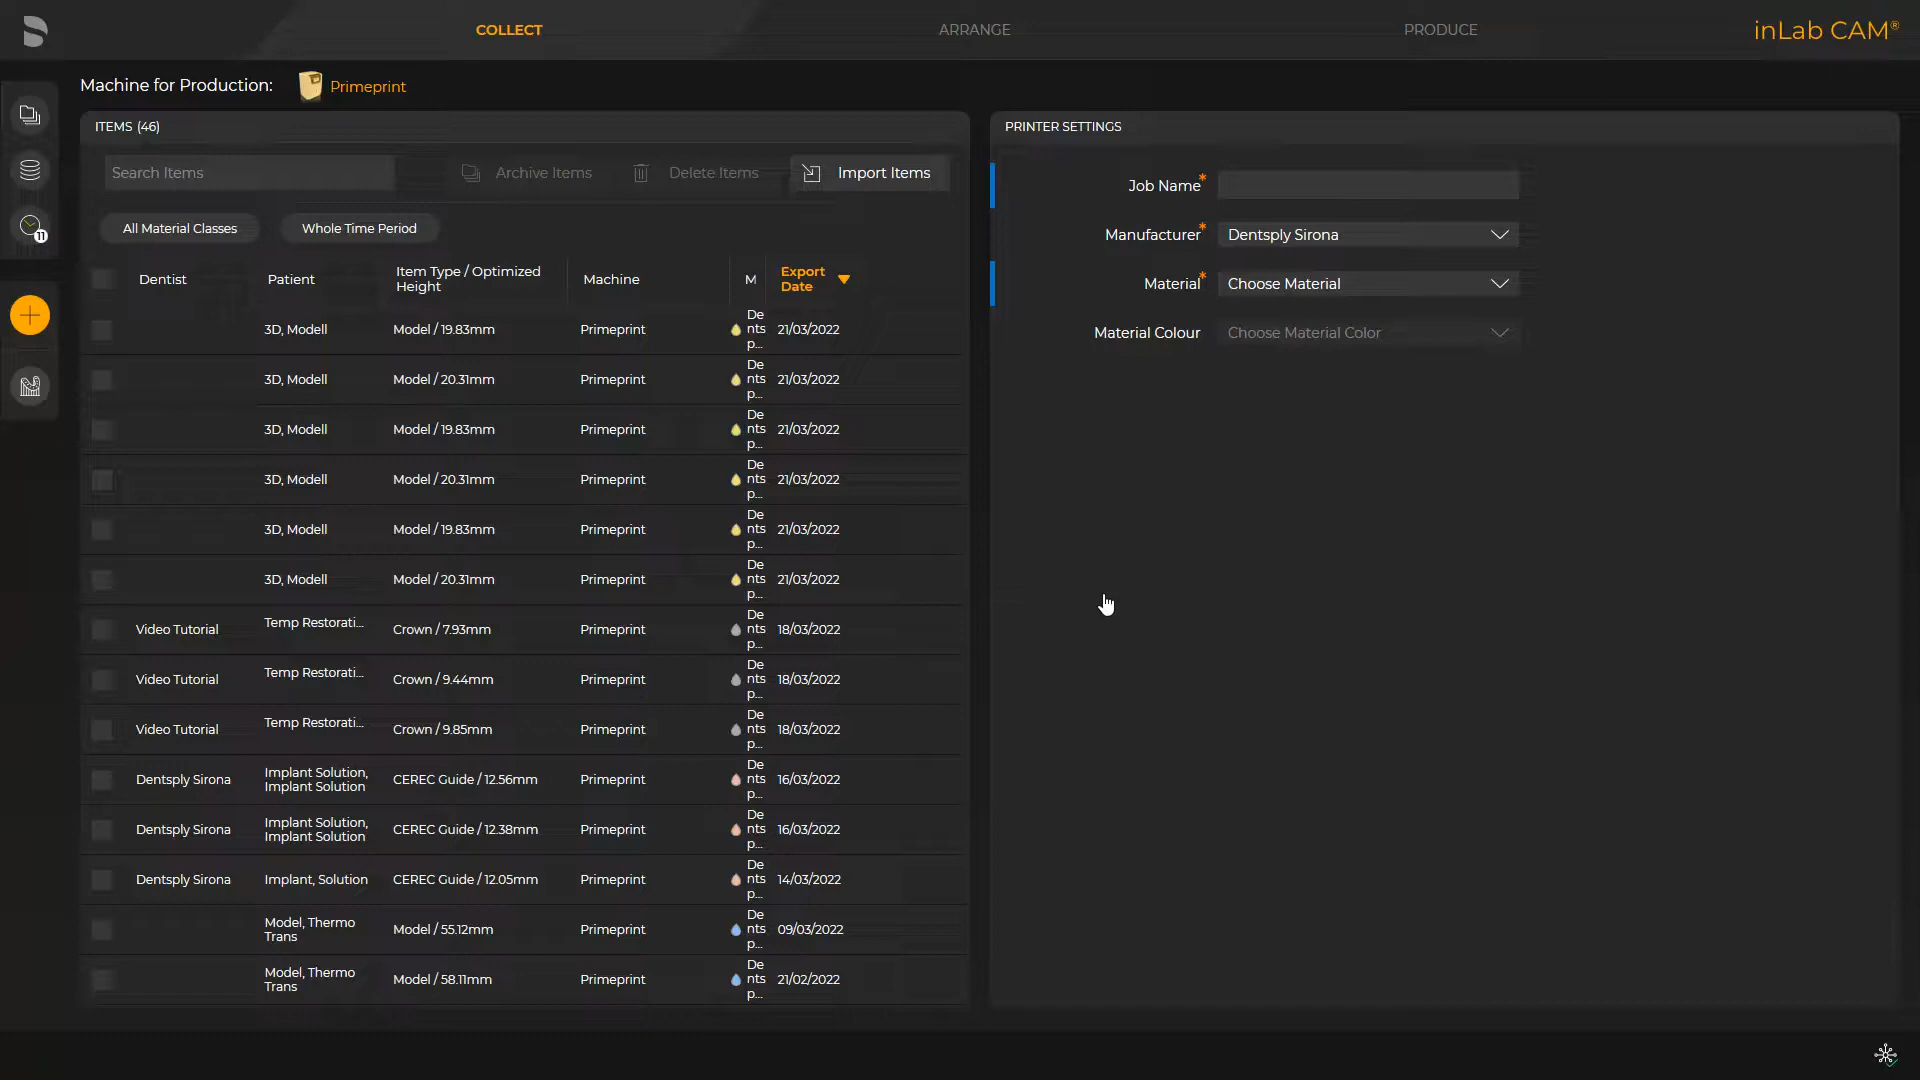 COLLECT
ARRANGE
PRODUCE
inLab CAM®
Machine for Production:
Primeprint
ITEMS (46)
Search Items
Archive Items
Delete Items
Import Items
All Material Classes
Whole Time Period
Dentist
Patient
Item Type / Optimized
Height
Machine
M
Export
Date
3D, Modell Model / 19.83mm Primeprint De nts p... 21/03/2022
3D, Modell Model / 20.31mm Primeprint De nts p... 21/03/2022
3D, Modell Model / 19.83mm Primeprint De nts p... 21/03/2022
3D, Modell Model / 20.31mm Primeprint De nts p... 21/03/2022
3D, Modell Model / 19.83mm Primeprint De nts p... 21/03/2022
3D, Modell Model / 20.31mm Primeprint De nts p... 21/03/2022
Video Tutorial Temp Restorati... Crown / 7.93mm Primeprint De nts p... 18/03/2022
Video Tutorial Temp Restorati... Crown / 9.44mm Primeprint De nts p... 18/03/2022
Video Tutorial Temp Restorati... Crown / 9.85mm Primeprint De nts p... 18/03/2022
Dentsply Sirona Implant Solution, Implant Solution CEREC Guide / 12.56mm Primeprint De nts p... 16/03/2022
Dentsply Sirona Implant Solution, Implant Solution CEREC Guide / 12.38mm Primeprint De nts p... 16/03/2022
Dentsply Sirona Implant, Solution CEREC Guide / 12.05mm Primeprint De nts p... 14/03/2022
Model, Thermo Trans Model / 55.12mm Primeprint De nts p... 09/03/2022
Model, Thermo Trans Model / 58.11mm Primeprint De nts p... 21/02/2022
PRINTER SETTINGS
Job Name*
Manufacturer* Dentsply Sirona
Material* Choose Material
Material Colour Choose Material Color
11